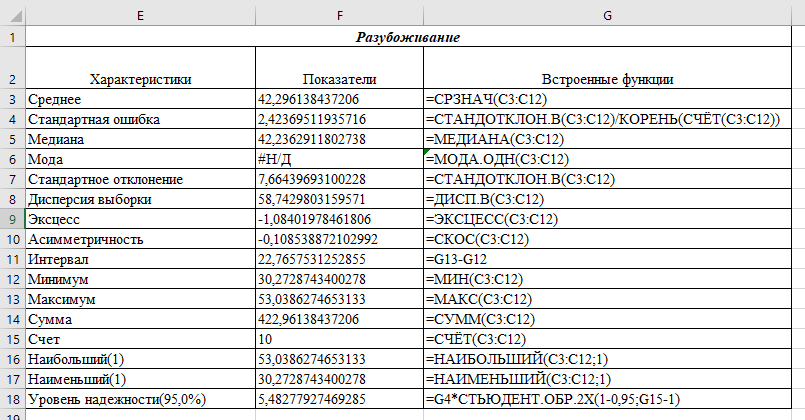 E F G
1 Разубоживание
2 Характеристики Показатели Встроенные функции
3 Среднее 42,296138437206 =СРЗНАЧ(C3:C12)
4 Стандартная ошибка 2,42369511935716 =СТАНДОТКЛОН.В(C3:C12)/КОРЕНЬ(СЧЁТ(C3:C12))
5 Медиана 42,2362911802738 =МЕДИАНА(C3:C12)
6 Мода #Н/Д =МОДА.ОДН(C3:C12)
7 Стандартное отклонение 7,66439693100228 =СТАНДОТКЛОН.В(C3:C12)
8 Дисперсия выборки 58,7429803159571 =ДИСП.В(C3:C12)
9 Эксцесс -1,08401978461806 =ЭКСЦЕСС(C3:C12)
10 Асимметричность -0,108538872102992 =СКОС(C3:C12)
11 Интервал 22,7657531252855 =G13-G12
12 Минимум 30,2728743400278 =МИН(C3:C12)
13 Максимум 53,0386274653133 =МАКС(C3:C12)
14 Сумма 422,96138437206 =СУММ(C3:C12)
15 Счет 10 =СЧЁТ(C3:C12)
16 Наибольший(1) 53,0386274653133 =НАИБОЛЬШИЙ(C3:C12;1)
17 Наименьший(1) 30,2728743400278 =НАИМЕНЬШИЙ(C3:C12;1)
18 Уровень надежности(95,0%) 5,48277927469285 =G4*СТЬЮДЕНТ.ОБР.2Х(1-0,95;G15-1)